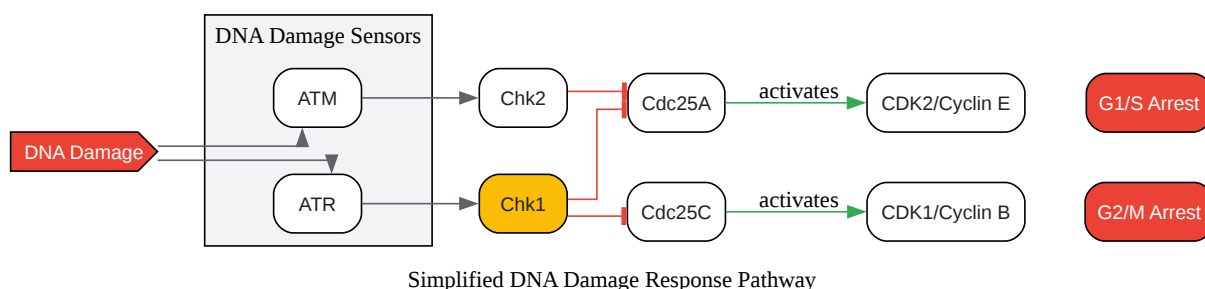 DNA Damage Sensors
DNA Damage
ATM
ATR
Chk2
Chk1
Cdc25A
Cdc25C
activates
activates
CDK2/Cyclin E
CDK1/Cyclin B
G1/S Arrest
G2/M Arrest
Simplified DNA Damage Response Pathway